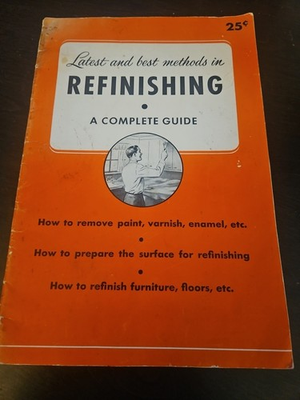 25¢
Latest and best methods in
REFINISHING
•
A COMPLETE GUIDE
How to remove paint, varnish, enamel, etc.
•
How to prepare the surface for refinishing
•
How to refinish furniture, floors, etc.